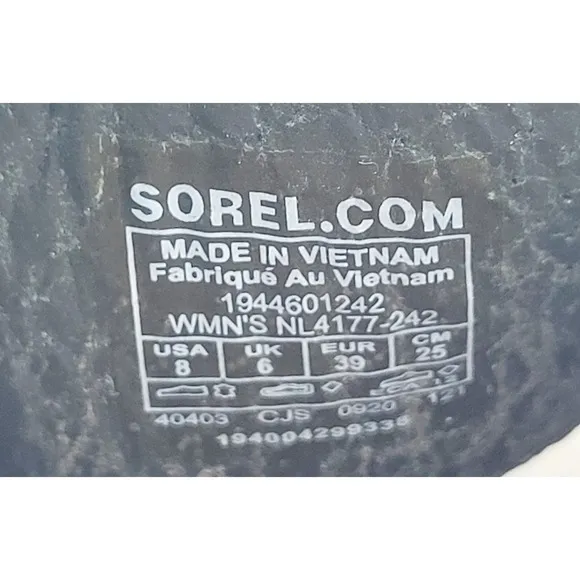 SOREL.COM
MADE IN VIETNAM
Fabriqué Au Vietnam
1944601242
WMN'S NL4177-242
USA UK EUR CM
8 6 39 25
40403 CJS 0920 121